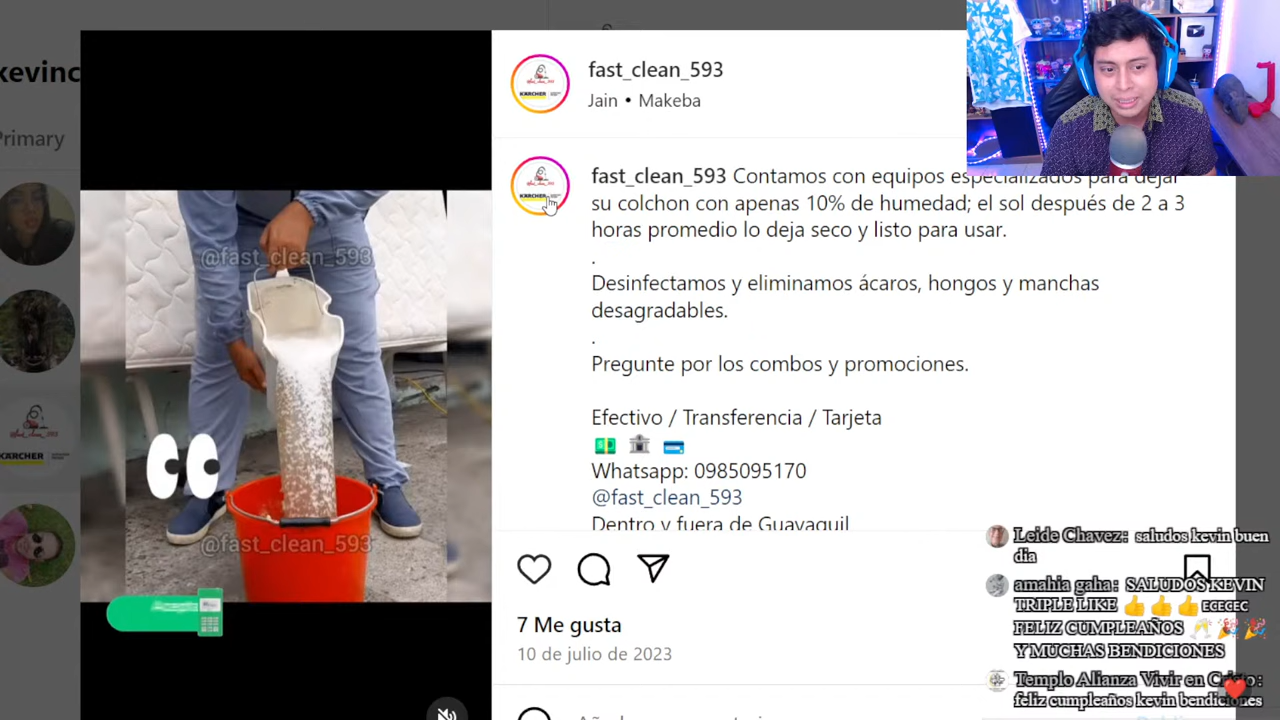 kevinc
Primary
fast_clean_593
Jain • Makeba
fast_clean_593 Contamos con equipos especializados para dejar
su colchon con apenas 10% de humedad; el sol después de 2 a 3
horas promedio lo deja seco y listo para usar.
.
Desinfectamos y eliminamos ácaros, hongos y manchas
desagradables.
.
Pregunte por los combos y promociones.
Efectivo / Transferencia / Tarjeta
💵 🏦 💳
Whatsapp: 0985095170
@fast_clean_593
Dentro y fuera de Guayaquil
7 Me gusta
10 de julio de 2023
@fast_clean_593
@fast_clean_593
KÄRCHER
KÄRCHER
KÄRCHER
Leide Chavez: saludos kevin buen
dia
amahia gaha: SALUDOS KEVIN
TRIPLE LIKE 👍👍👍 ECECEC
FELIZ CUMPLEAÑOS 🥂🎉🎉
Y MUCHAS BENDICIONES
Templo Alianza Vivir en Cristo:
feliz cumpleaños kevin bendiciones